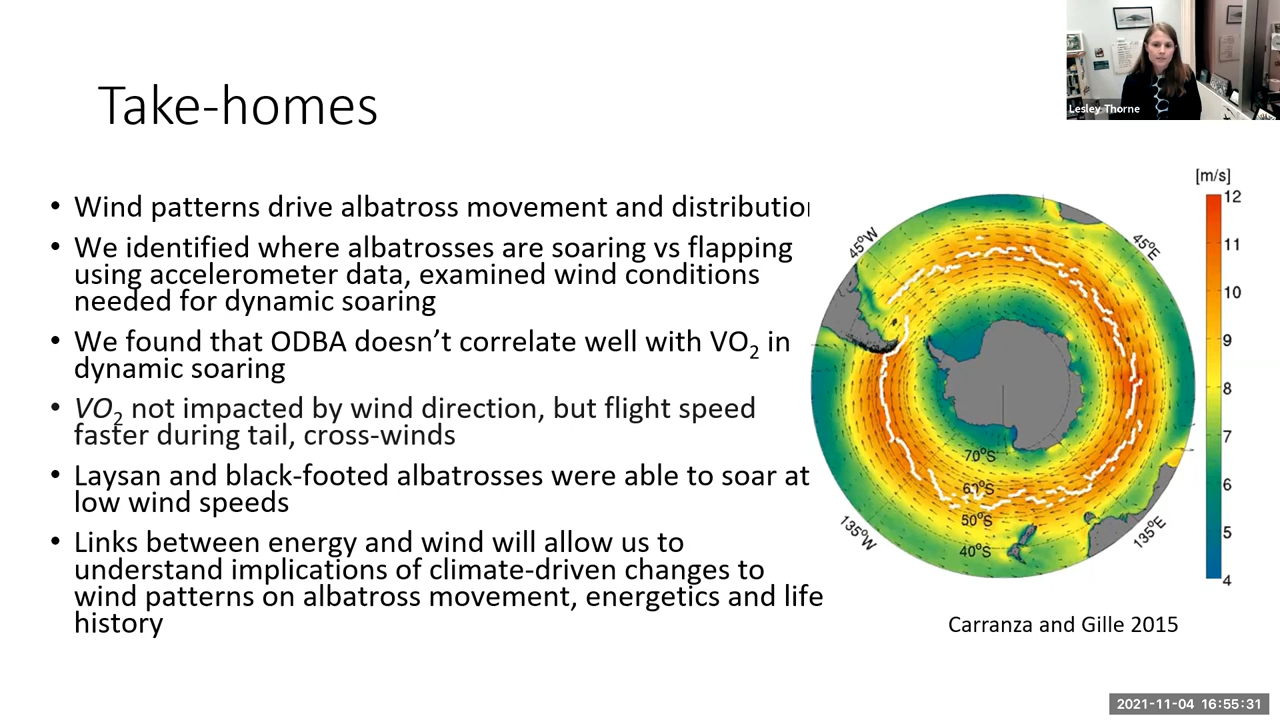 Lesley Thorne
Take-homes
• Wind patterns drive albatross movement and distribution
• We identified where albatrosses are soaring vs flapping
using accelerometer data, examined wind conditions
needed for dynamic soaring
• We found that ODBA doesn’t correlate well with VO₂ in
dynamic soaring
• VO₂ not impacted by wind direction, but flight speed
faster during tail, cross-winds
• Laysan and black-footed albatrosses were able to soar at
low wind speeds
• Links between energy and wind will allow us to
understand implications of climate-driven changes to
wind patterns on albatross movement, energetics and life
history
[m/s]
12
11
10
9
8
7
6
5
4
45°W
45°E
70°S
60°S
50°S
40°S
135°W
135°E
Carranza and Gille 2015
2021-11-04 16:55:31